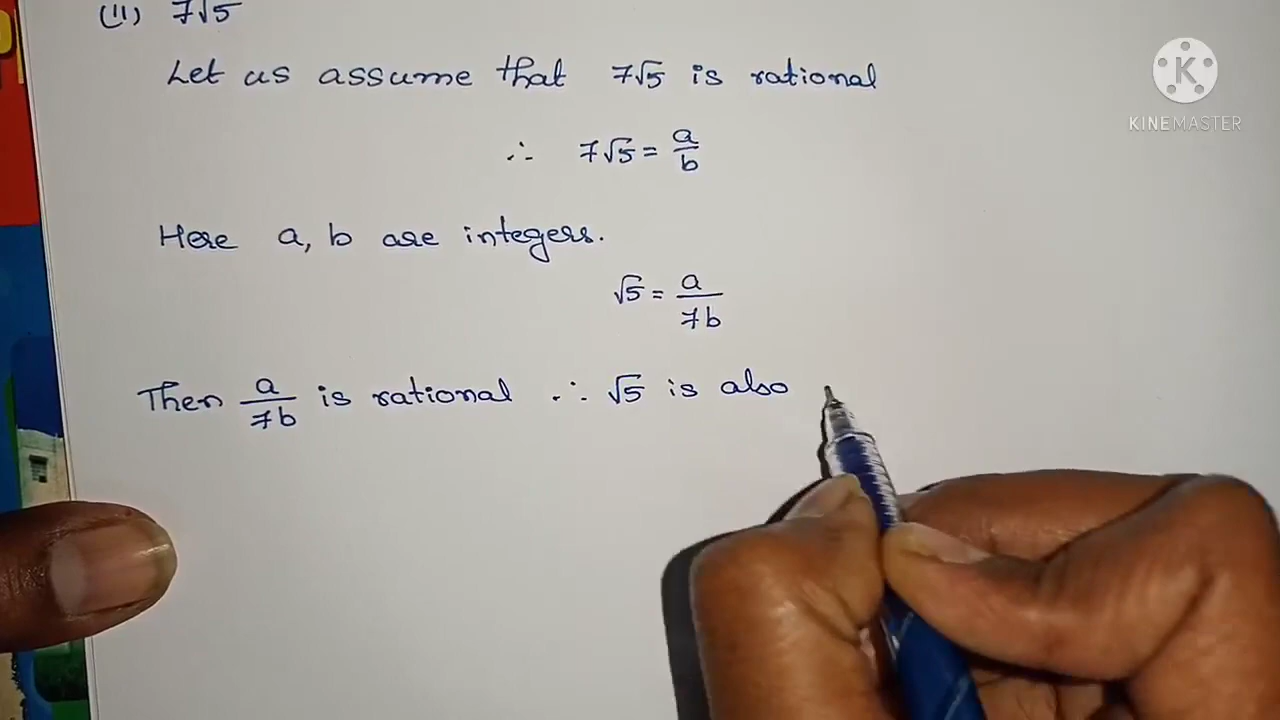 (ii) 7√5
Let us assume that 7√5 is rational
∴ 7√5 = a/b
Here a, b are integers.
√5 = a/7b
Then a/7b is rational ∴ √5 is also
KINEMASTER